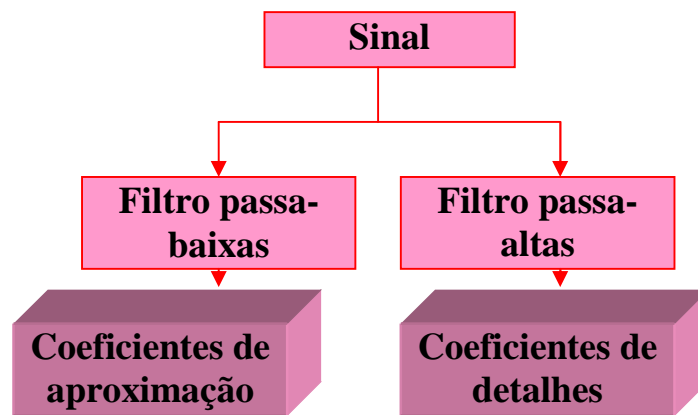 Sinal
Filtro passa-
baixas
Filtro passa-
altas
Coeficientes de
aproximação
Coeficientes de
detalhes